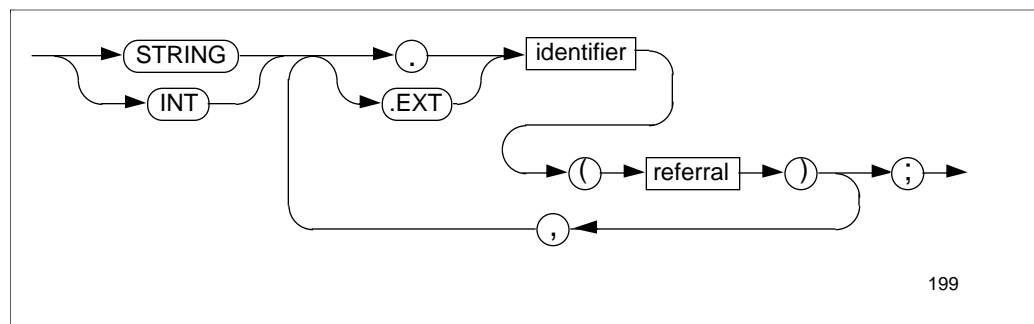 STRING . identifier
INT .EXT
( referral ) ;
,
199